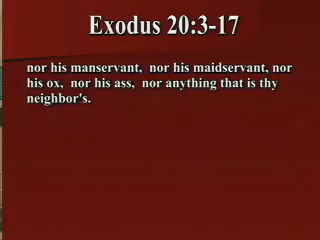 Exodus 20:3-17
nor his manservant, nor his maidservant, nor
his ox, nor his ass, nor anything that is thy
neighbor's.